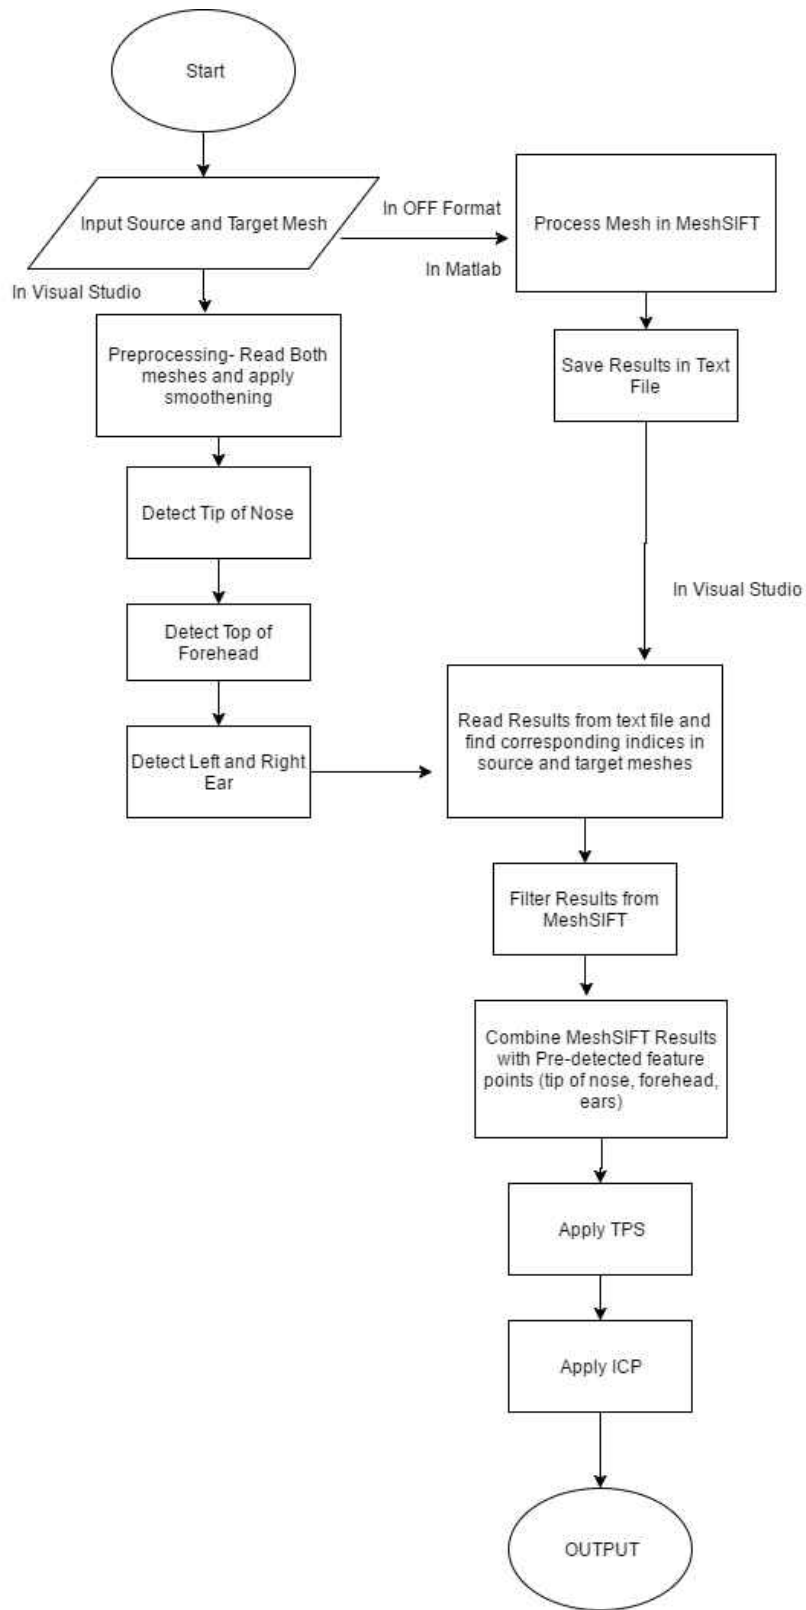 Start
Input Source and Target Mesh
In OFF Format
In Matlab
Process Mesh in MeshSIFT
In Visual Studio
Preprocessing- Read Both
meshes and apply
smoothening
Save Results in Text
File
Detect Tip of Nose
In Visual Studio
Detect Top of
Forehead
Detect Left and Right
Ear
Read Results from text file and
find corresponding indices in
source and target meshes
Filter Results from
MeshSIFT
Combine MeshSIFT Results
with Pre-detected feature
points (tip of nose, forehead,
ears)
Apply TPS
Apply ICP
OUTPUT